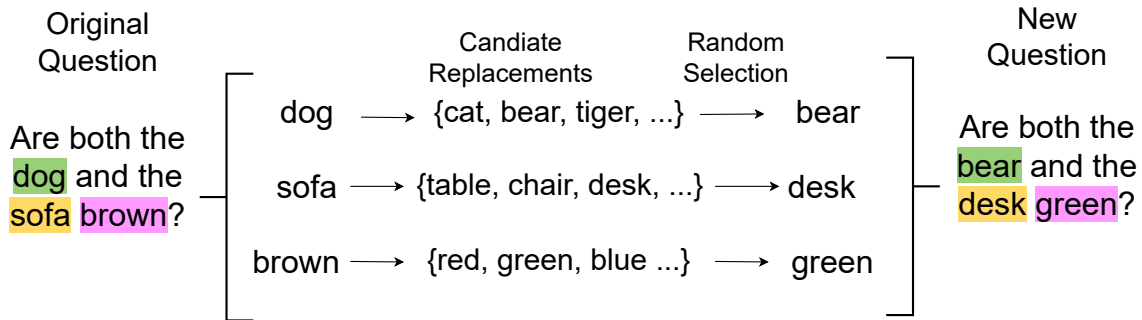 Original
Question
Are both the
dog and the
sofa brown?
Candiate
Replacements
Random
Selection
dog
{cat, bear, tiger, ...}
bear
sofa
{table, chair, desk, ...}
desk
brown
{red, green, blue ...}
green
New
Question
Are both the
bear and the
desk green?